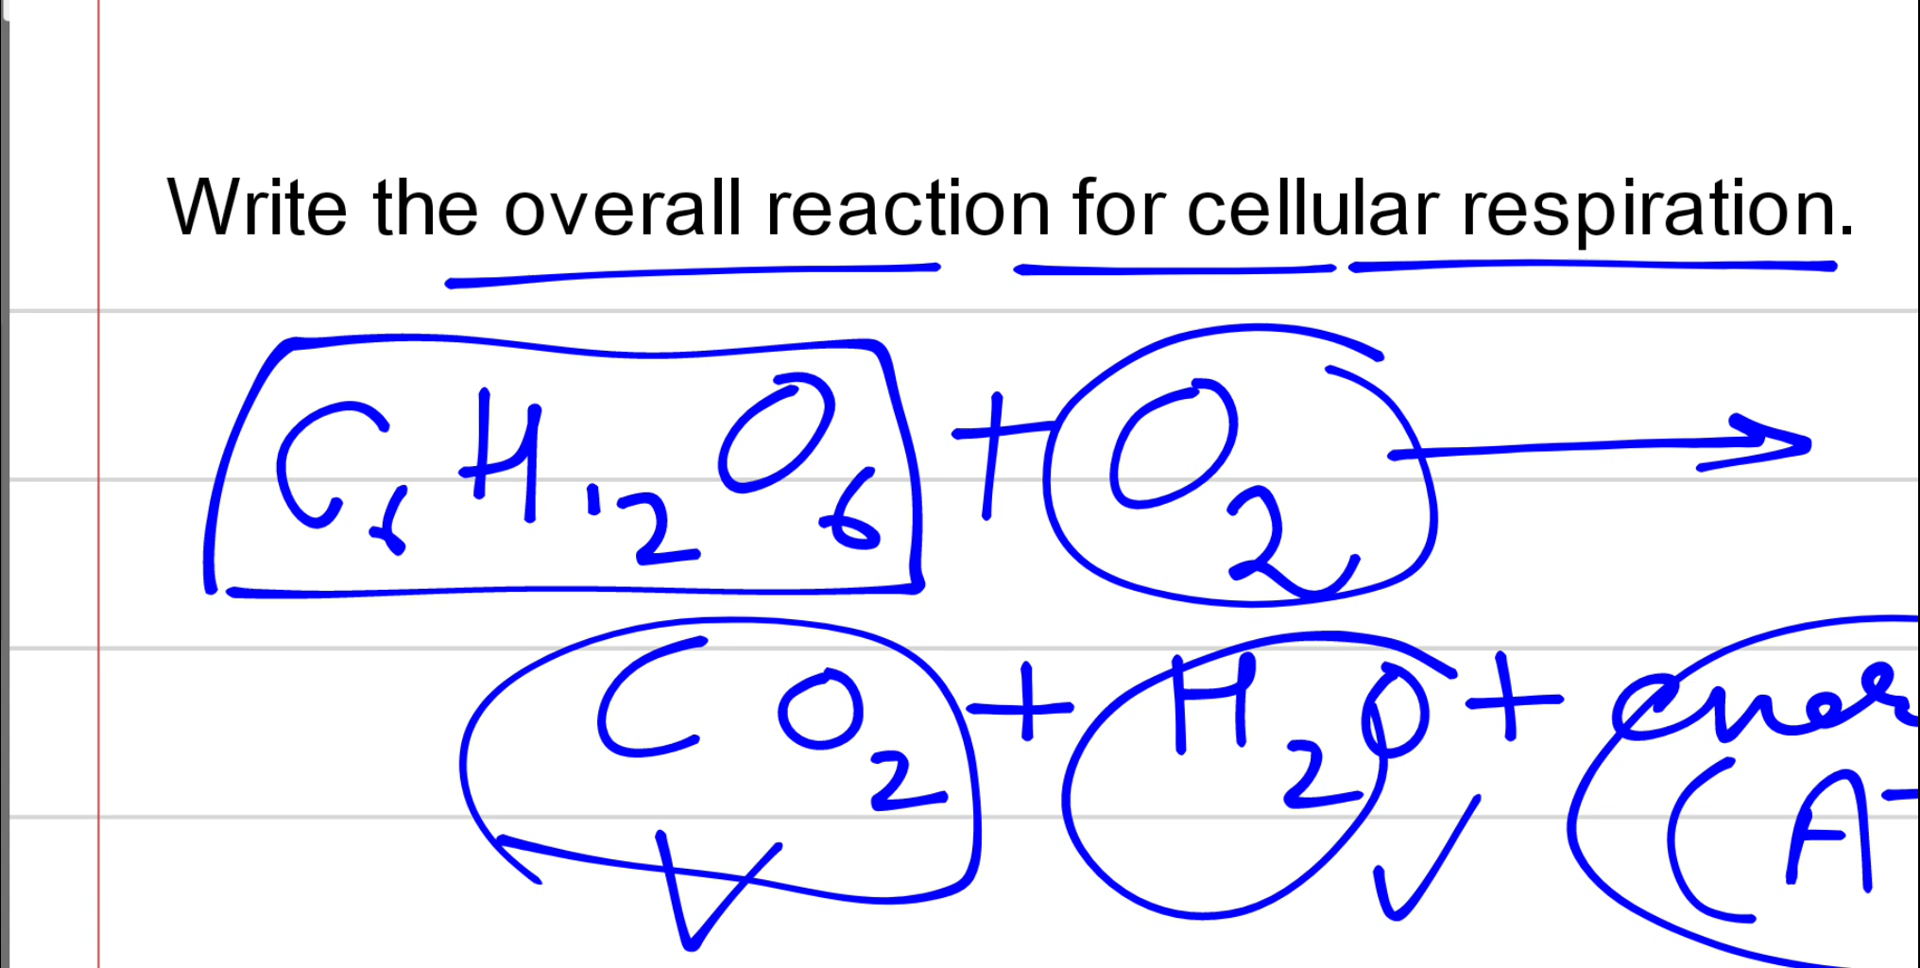 Write the overall reaction for cellular respiration.
C₆H₁₂O₆ + O₂ →
CO₂ + H₂O + ener
(A